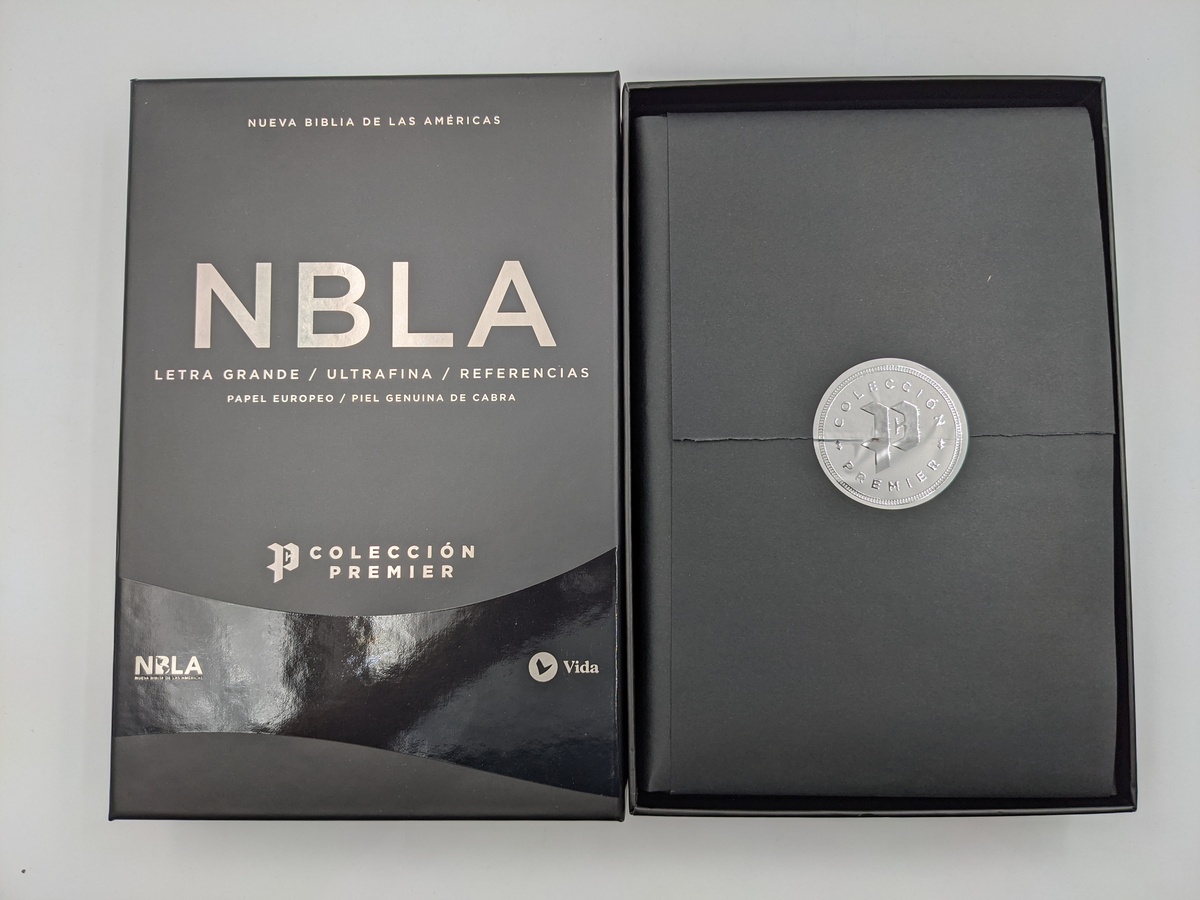 NUEVA BIBLIA DE LAS AMÉRICAS
NBLA
LETRA GRANDE / ULTRAFINA / REFERENCIAS
PAPEL EUROPEO / PIEL GENUINA DE CABRA
COLECCIÓN
PREMIER
NBLA
NUEVA BIBLIA DE LAS AMÉRICAS
Vida
COLECCIÓN
PREMIER